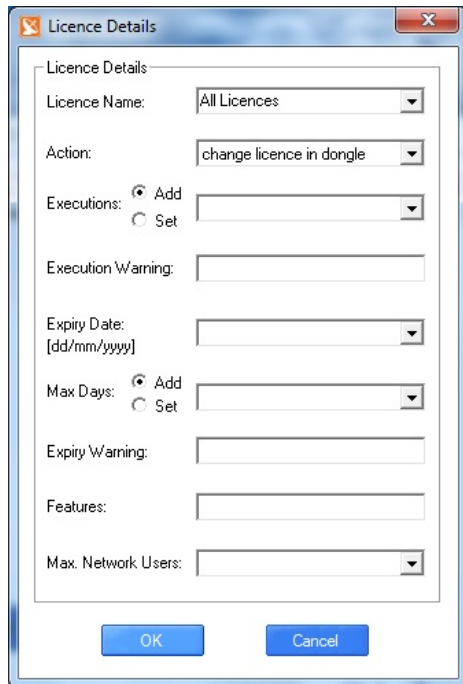 Licence Details
Licence Details
Licence Name: All Licences
Action: change licence in dongle
Executions: Add
Set
Execution Warning:
Expiry Date:
[dd/mm/yyyy]
Max Days: Add
Set
Expiry Warning:
Features:
Max. Network Users:
OK Cancel